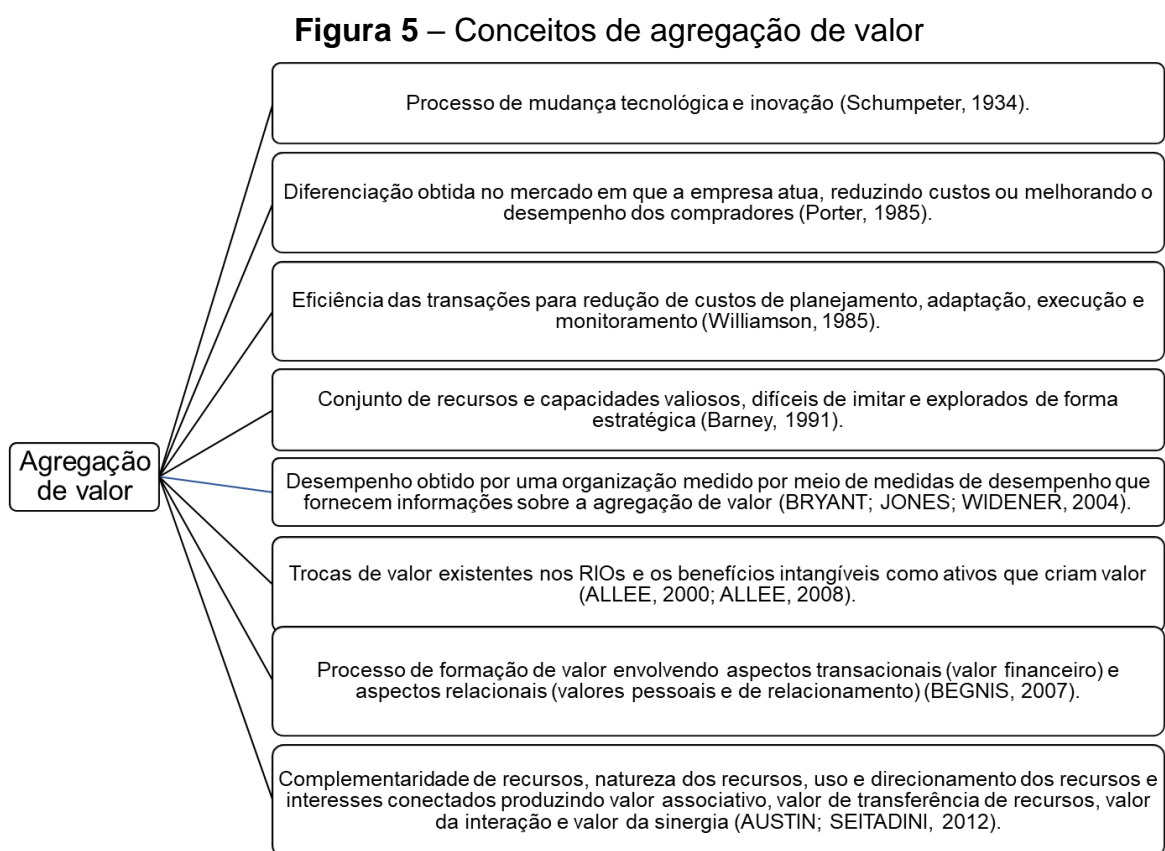 Figura 5 – Conceitos de agregação de valor
Processo de mudança tecnológica e inovação (Schumpeter, 1934).
Diferenciação obtida no mercado em que a empresa atua, reduzindo custos ou melhorando o
desempenho dos compradores (Porter, 1985).
Eficiência das transações para redução de custos de planejamento, adaptação, execução e
monitoramento (Williamson, 1985).
Conjunto de recursos e capacidades valiosos, difíceis de imitar e explorados de forma
estratégica (Barney, 1991).
Agregação
de valor
Desempenho obtido por uma organização medido por meio de medidas de desempenho que
fornecem informações sobre a agregação de valor (BRYANT; JONES; WIDENER, 2004).
Trocas de valor existentes nos RIOs e os benefícios intangíveis como ativos que criam valor
(ALLEE, 2000; ALLEE, 2008).
Processo de formação de valor envolvendo aspectos transacionais (valor financeiro) e
aspectos relacionais (valores pessoais e de relacionamento) (BEGNIS, 2007).
Complementaridade de recursos, natureza dos recursos, uso e direcionamento dos recursos e
interesses conectados produzindo valor associativo, valor de transferência de recursos, valor
da interação e valor da sinergia (AUSTIN; SEITADINI, 2012).